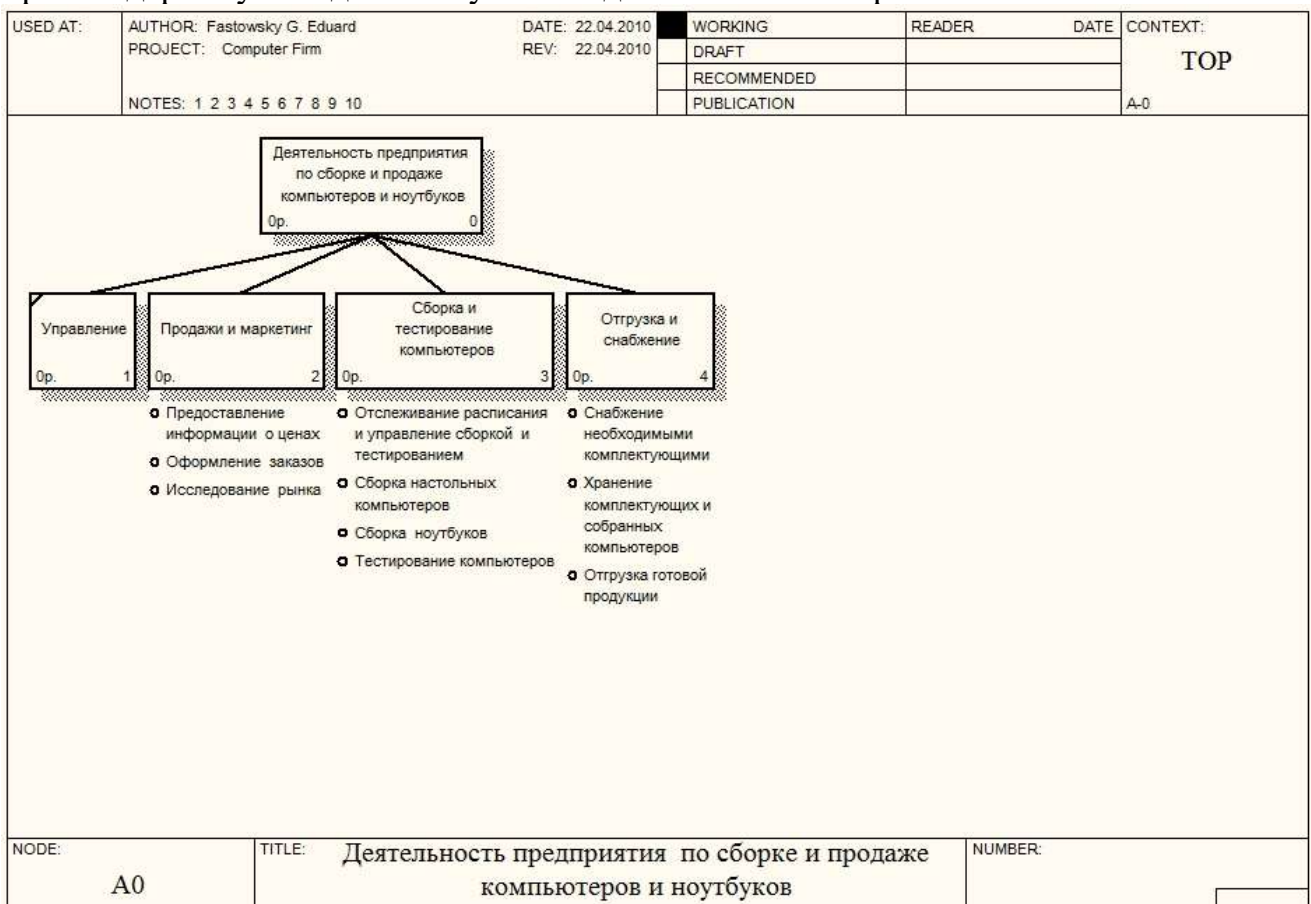 USED AT:
AUTHOR: Fastowsky G. Eduard
DATE: 22.04.2010
PROJECT: Computer Firm
REV: 22.04.2010
NOTES: 1 2 3 4 5 6 7 8 9 10
WORKING
DRAFT
RECOMMENDED
PUBLICATION
READER DATE
CONTEXT:
TOP
A-0
Деятельность предприятия
по сборке и продаже
компьютеров и ноутбуков
0р. 0
Управление
0р. 1
Продажи и маркетинг
0р. 2
Сборка и
тестирование
компьютеров
0р. 3
Отгрузка и
снабжение
0р. 4
Предоставление
информации о ценах
Оформление заказов
Исследование рынка
Отслеживание расписания
и управление сборкой и
тестированием
Сборка настольных
компьютеров
Сборка ноутбуков
Тестирование компьютеров
Снабжение
необходимыми
комплектующими
Хранение
комплектующих и
собранных
компьютеров
Отгрузка готовой
продукции
NODE:
A0
TITLE:
Деятельность предприятия по сборке и продаже
компьютеров и ноутбуков
NUMBER: